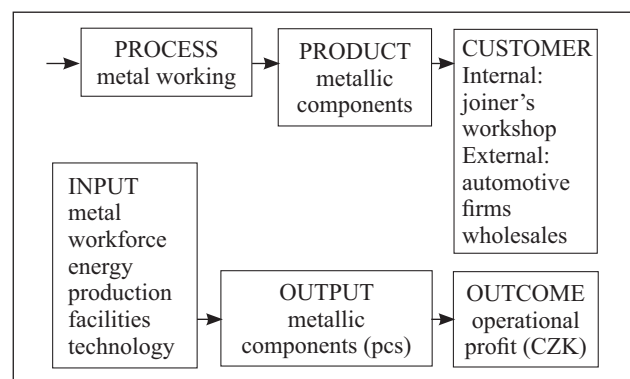 PROCESS
metal working
PRODUCT
metallic
components
CUSTOMER
Internal:
joiner's
workshop
External:
automotive
firms
wholesales
INPUT
metal
workforce
energy
production
facilities
technology
OUTPUT
metallic
components (pcs)
OUTCOME
operational
profit (CZK)